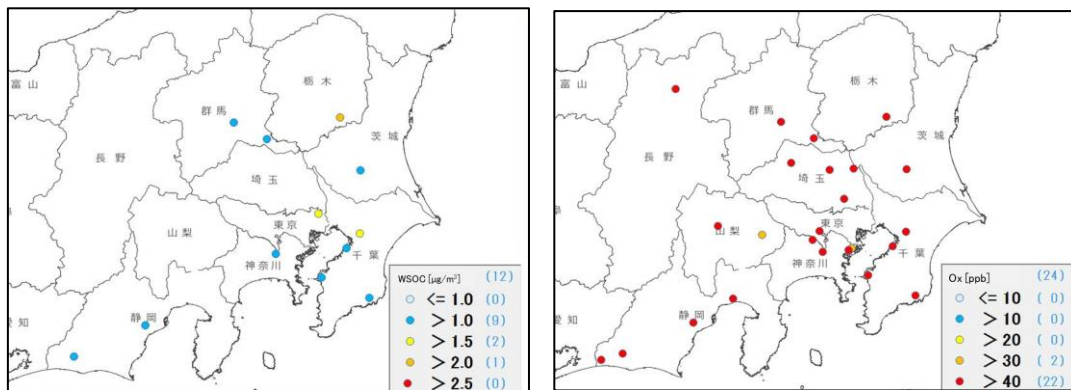 富山
栃木
群馬
茨城
長野
埼玉
東京
山梨
千葉
神奈川
静岡
愛知
WSOC [μg/m³] (12)
<= 1.0 (0)
> 1.0 (9)
> 1.5 (2)
> 2.0 (1)
> 2.5 (0)
富山
栃木
群馬
茨城
長野
埼玉
東京
山梨
千葉
神奈川
静岡
愛知
Ox [ppb] (24)
<= 10 ( 0)
> 10 ( 0)
> 20 ( 0)
> 30 ( 2)
> 40 (22)